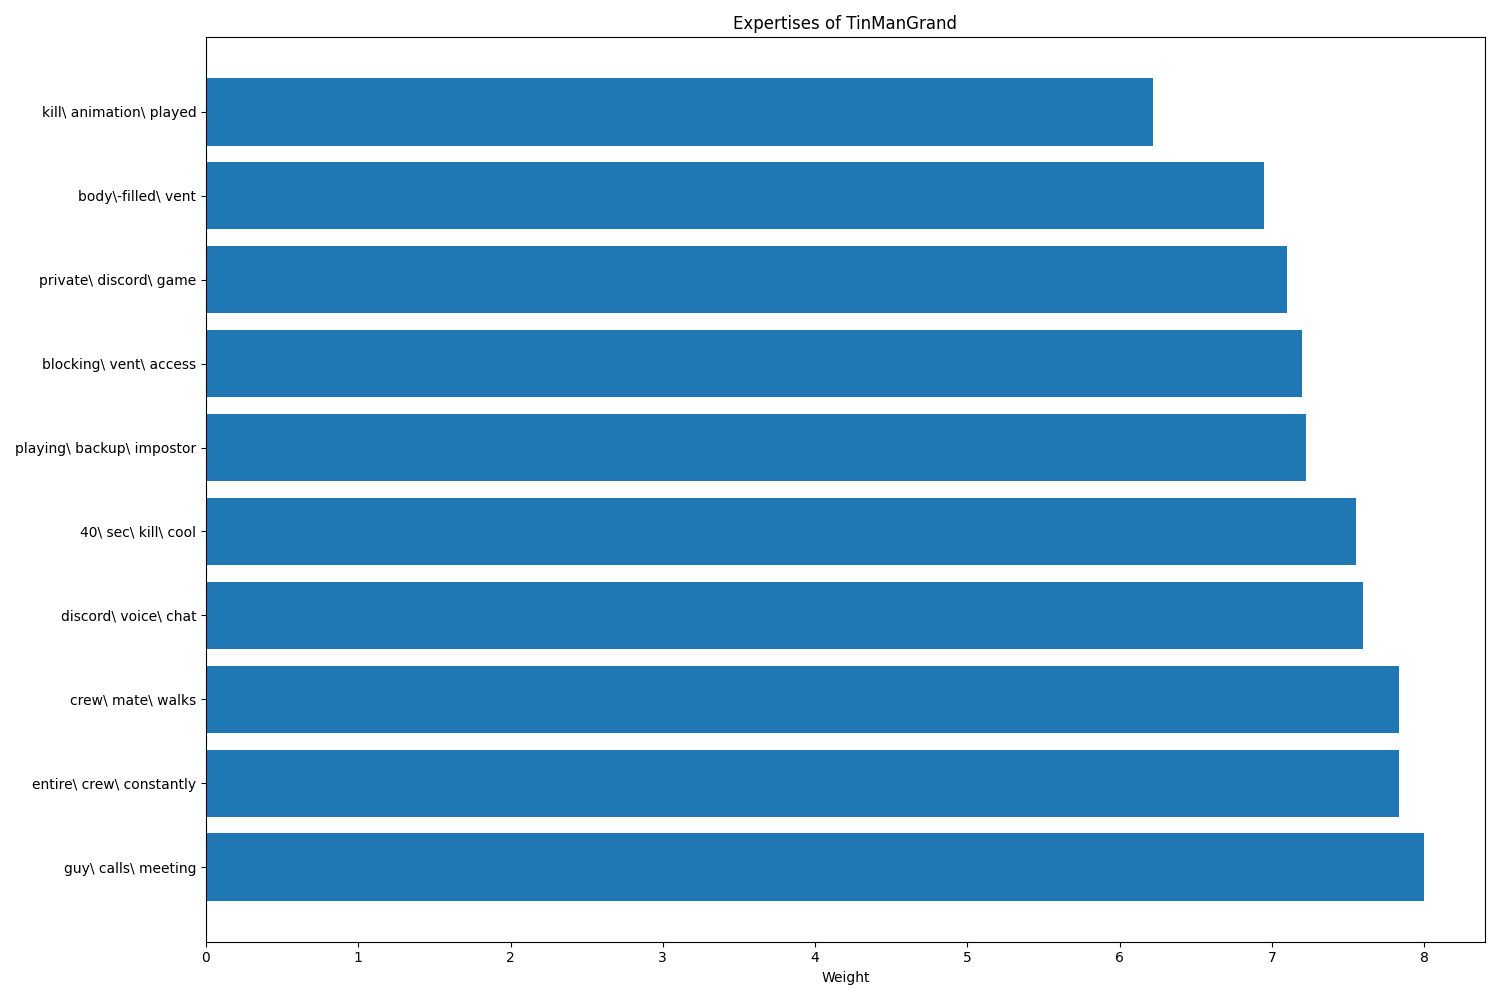 Expertises of TinManGrand
kill\ animation\ played
body\-filled\ vent
private\ discord\ game
blocking\ vent\ access
playing\ backup\ impostor
40\ sec\ kill\ cool
discord\ voice\ chat
crew\ mate\ walks
entire\ crew\ constantly
guy\ calls\ meeting
0 1 2 3 4 5 6 7 8
Weight